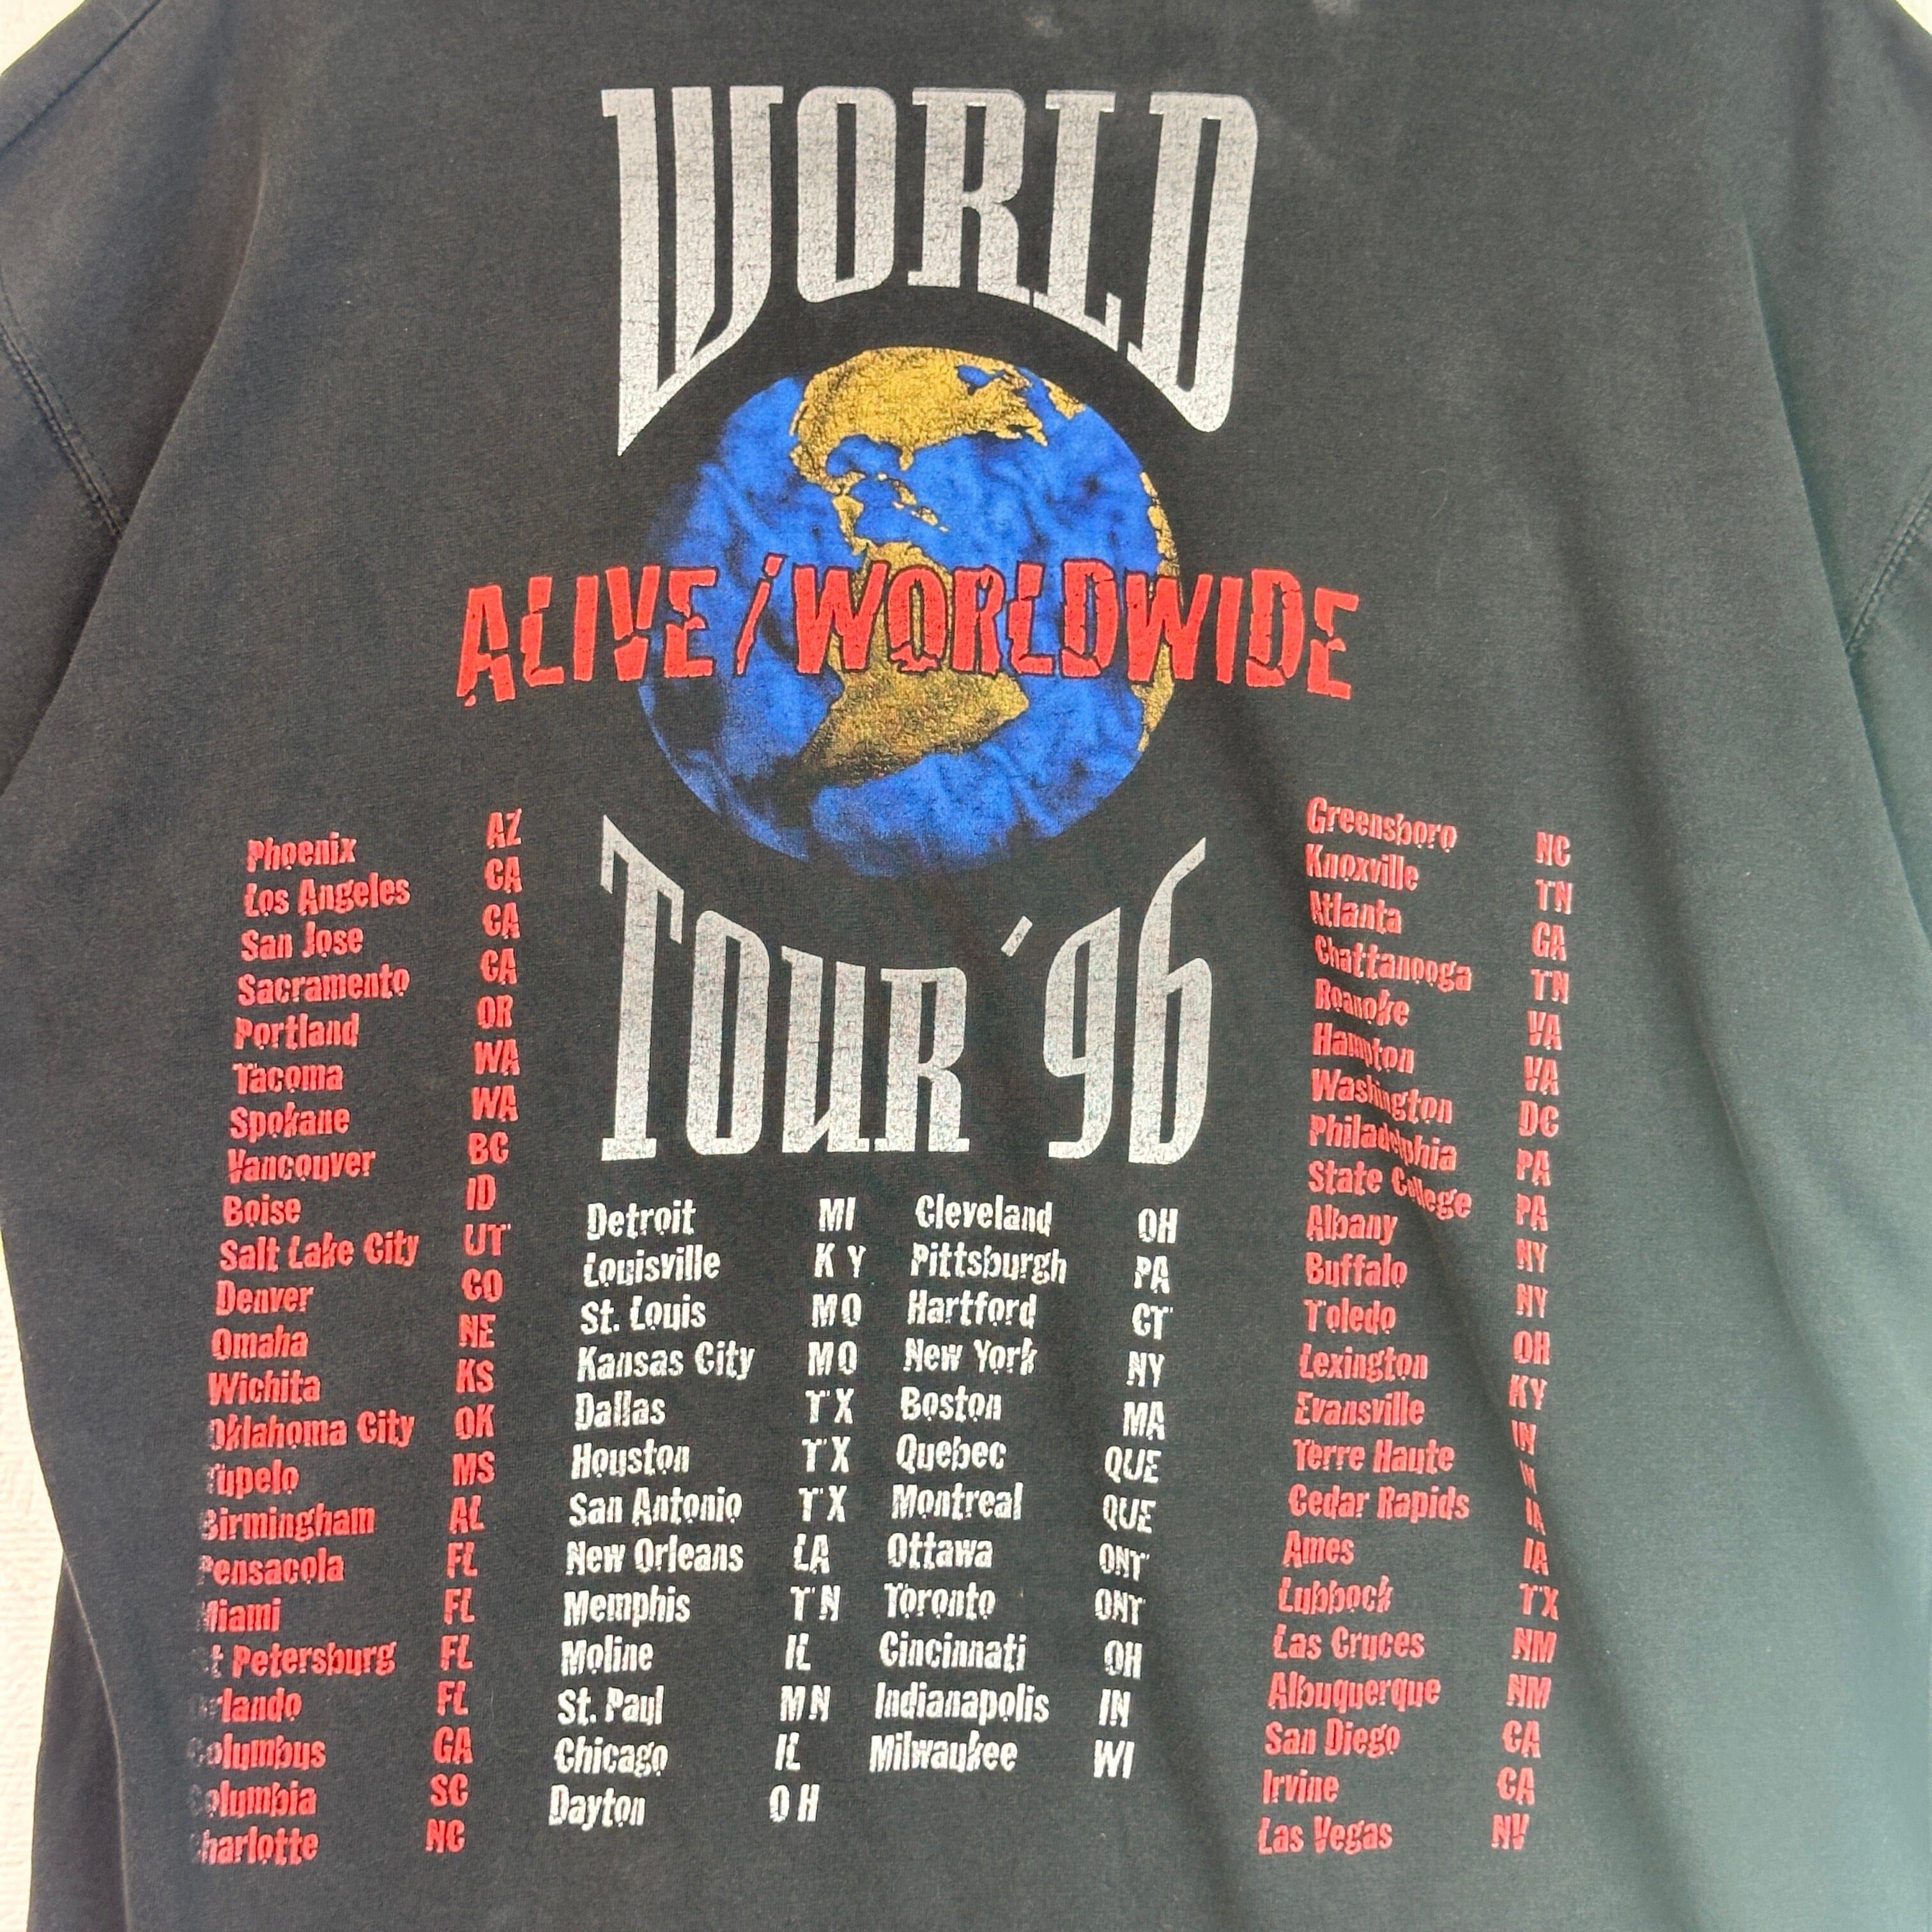 WORLD
ALIVE/WORLDWIDE
TOUR '96
Phoenix AZ
Los Angeles CA
San Jose CA
Sacramento CA
Portland OR
Tacoma WA
Spokane WA
Vancouver BC
Boise ID
Salt Lake City UT
Denver CO
Omaha NE
Wichita KS
Oklahoma City OK
Tupelo MS
Birmingham AL
Pensacola FL
Miami FL
St Petersburg FL
Orlando FL
Columbus GA
Columbia SC
Charlotte NC
Detroit MI
Louisville KY
St. Louis MO
Kansas City MO
Dallas TX
Houston TX
San Antonio TX
New Orleans LA
Memphis TN
Moline IL
St. Paul MN
Chicago IL
Dayton OH
Cleveland OH
Pittsburgh PA
Hartford CT
New York NY
Boston MA
Quebec QUE
Montreal QUE
Ottawa ONT
Toronto ONT
Cincinnati OH
Indianapolis IN
Milwaukee WI
Greensboro NC
Knoxville TN
Atlanta GA
Chattanooga TN
Roanoke VA
Hampton VA
Washington DC
Philadelphia PA
State College PA
Albany NY
Buffalo NY
Toledo OH
Lexington KY
Evansville IN
Terre Haute IN
Cedar Rapids IA
Ames IA
Lubbock TX
Las Cruces NM
Albuquerque NM
San Diego CA
Irvine CA
Las Vegas NV